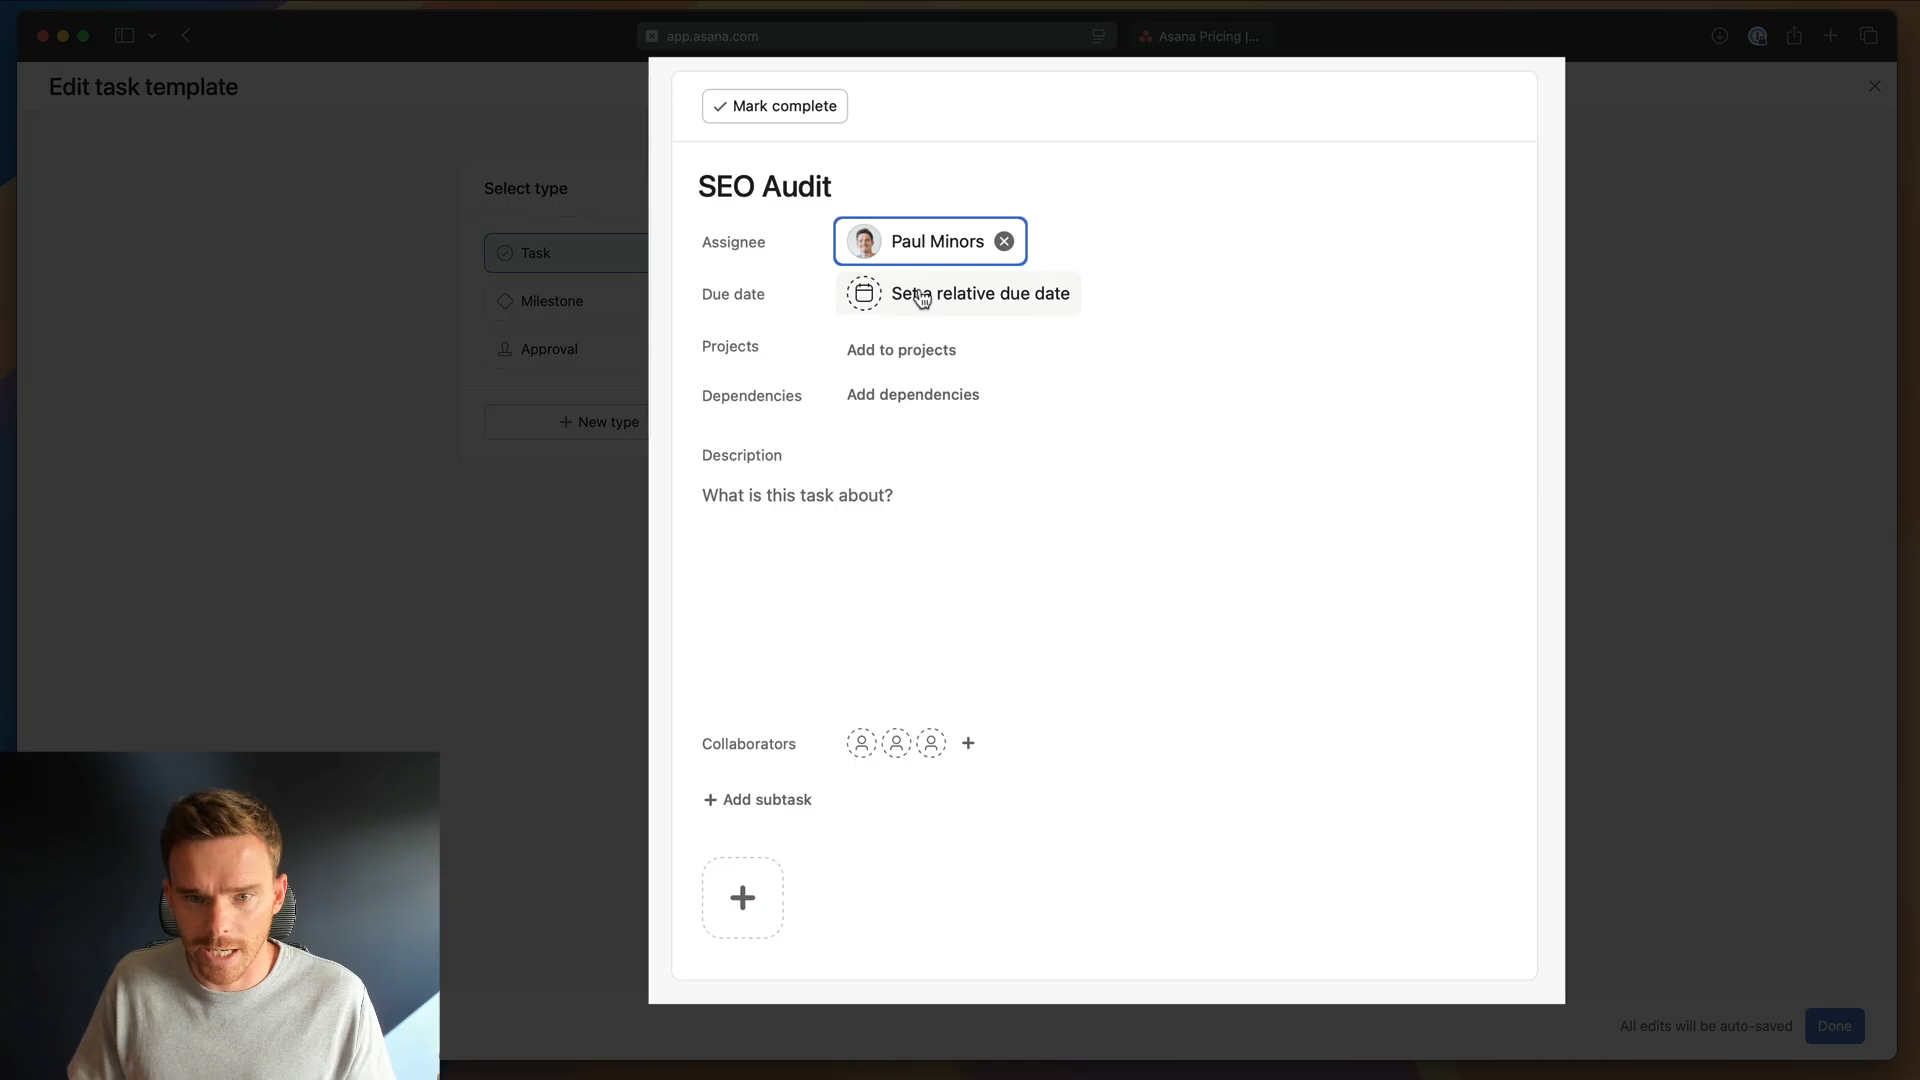 app.asana.com
Asana Pricing |...
Edit task template
Mark complete
Select type
SEO Audit
Assignee
Paul Minors
Task
Due date
Set a relative due date
Milestone
Projects
Add to projects
Approval
Dependencies
Add dependencies
+ New type
Description
What is this task about?
Collaborators
+
+ Add subtask
+
All edits will be auto-saved
Done